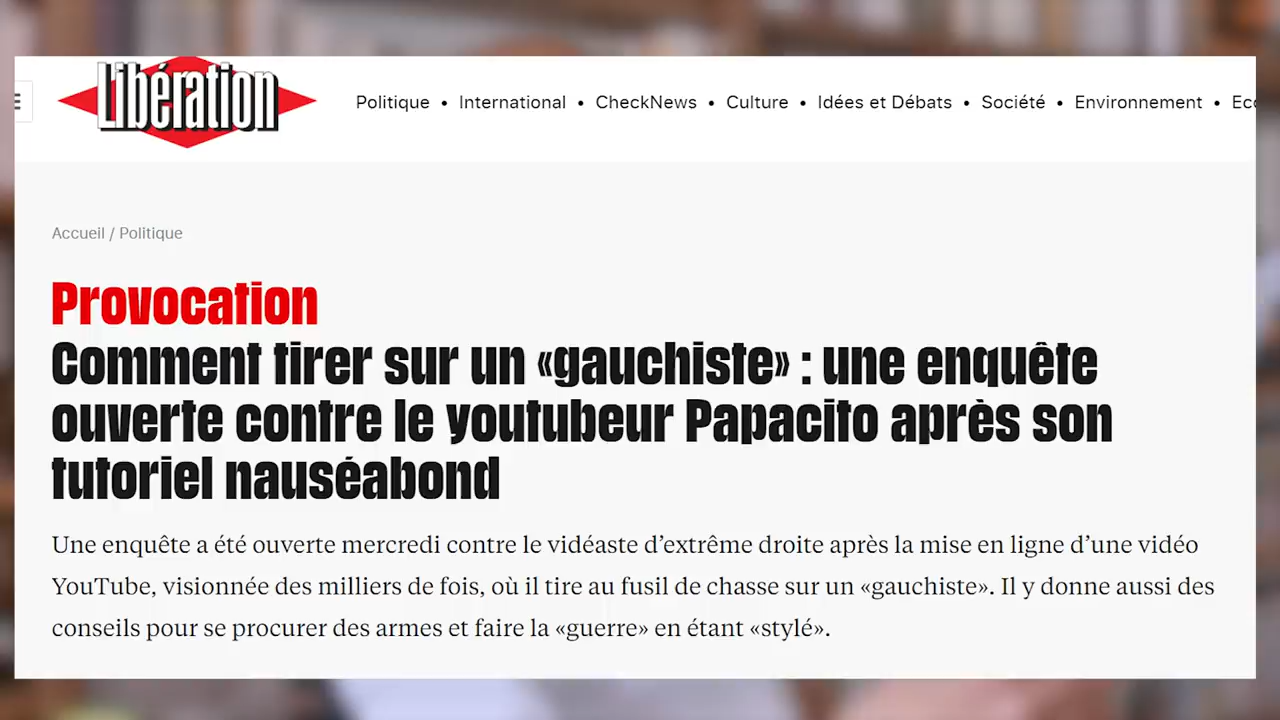 Libération
Politique • International • CheckNews • Culture • Idées et Débats • Société • Environnement •
Accueil / Politique
Provocation
Comment tirer sur un «gauchiste» : une enquête
ouverte contre le youtubeur Papacito après son
tutoriel nauséabond
Une enquête a été ouverte mercredi contre le vidéaste d’extrême droite après la mise en ligne d’une vidéo
YouTube, visionnée des milliers de fois, où il tire au fusil de chasse sur un «gauchiste». Il y donne aussi des
conseils pour se procurer des armes et faire la «guerre» en étant «stylé».